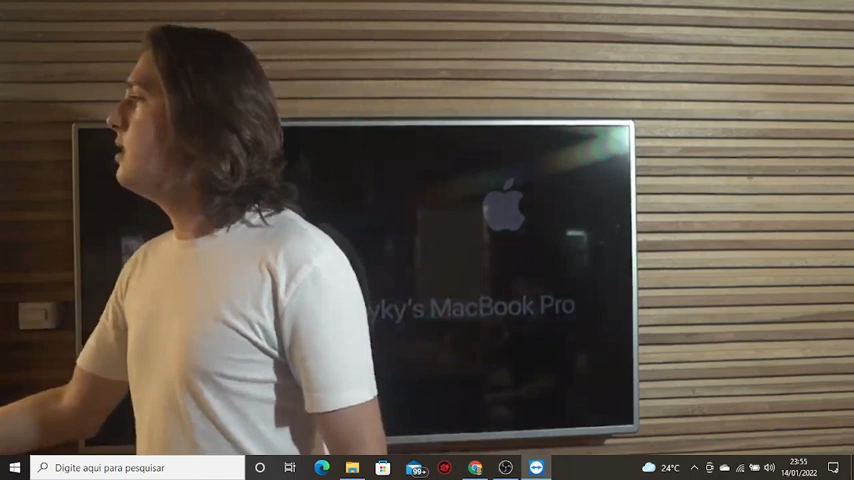 yky's MacBook Pro
Digite aqui para pesquisar
99+
24°C
23:55
14/01/2022